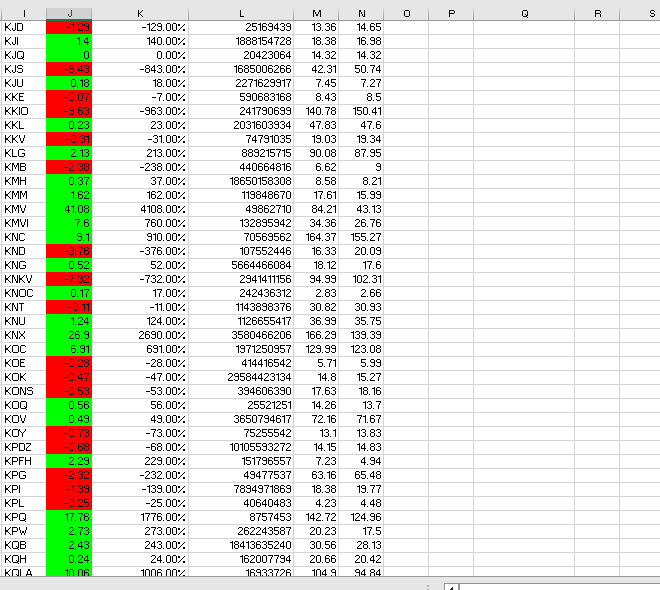 I J K L M N O P Q R S
KJD -1.29 -129.00% 25169439 13.36 14.65
KJI 1.4 140.00% 1888154728 18.38 16.98
KJQ 0 0.00% 20423064 14.32 14.32
KJS -8.43 -843.00% 1685006266 42.31 50.74
KJU 0.18 18.00% 2271629917 7.45 7.27
KKE -0.07 -7.00% 590683168 8.43 8.5
KKIO -9.63 -963.00% 241790699 140.78 150.41
KKL 0.23 23.00% 2031603934 47.83 47.6
KKV -0.31 -31.00% 74791035 19.03 19.34
KLG 2.13 213.00% 889215715 90.08 87.95
KMB -2.38 -238.00% 440664816 6.62 9
KMH 0.37 37.00% 18650158308 8.58 8.21
KMM 1.62 162.00% 119848670 17.61 15.99
KMV 41.08 4108.00% 49862710 84.21 43.13
KMVI 7.6 760.00% 132895942 34.36 26.76
KNC 9.1 910.00% 70569562 164.37 155.27
KND -3.76 -376.00% 107552446 16.33 20.09
KNG 0.52 52.00% 5664466084 18.12 17.6
KNKV -7.32 -732.00% 2941411156 94.99 102.31
KNOC 0.17 17.00% 242436312 2.83 2.66
KNT -0.11 -11.00% 1143898376 30.82 30.93
KNU 1.24 124.00% 1126655417 36.99 35.75
KNX 26.9 2690.00% 3580466206 166.29 139.39
KOC 6.91 691.00% 1971250957 129.99 123.08
KOE -0.28 -28.00% 414416542 5.71 5.99
KOK -0.47 -47.00% 29584423134 14.8 15.27
KONS -0.53 -53.00% 394606390 17.63 18.16
KOQ 0.56 56.00% 25521251 14.26 13.7
KOV 0.49 49.00% 3650794617 72.16 71.67
KOY -0.73 -73.00% 75255542 13.1 13.83
KPDZ -0.68 -68.00% 10105593272 14.15 14.83
KPFH 2.29 229.00% 151796557 7.23 4.94
KPG -2.32 -232.00% 49477537 63.16 65.48
KPI -1.39 -139.00% 7894971869 18.38 19.77
KPL -0.25 -25.00% 40640483 4.23 4.48
KPQ 17.76 1776.00% 8757453 142.72 124.96
KPW 2.73 273.00% 262243587 20.23 17.5
KQB 2.43 243.00% 18413635240 30.56 28.13
KQH 0.24 24.00% 162007794 20.66 20.42
KQLA 10.06 1006.00% 16933726 104.9 94.84